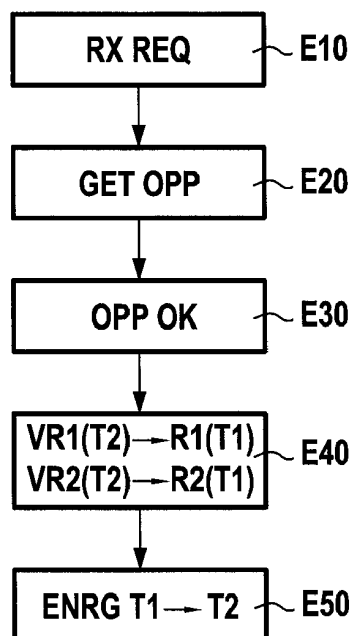 RX REQ E10
GET OPP E20
OPP OK E30
VR1(T2) → R1(T1)
VR2(T2) → R2(T1) E40
ENRG T1 → T2 E50